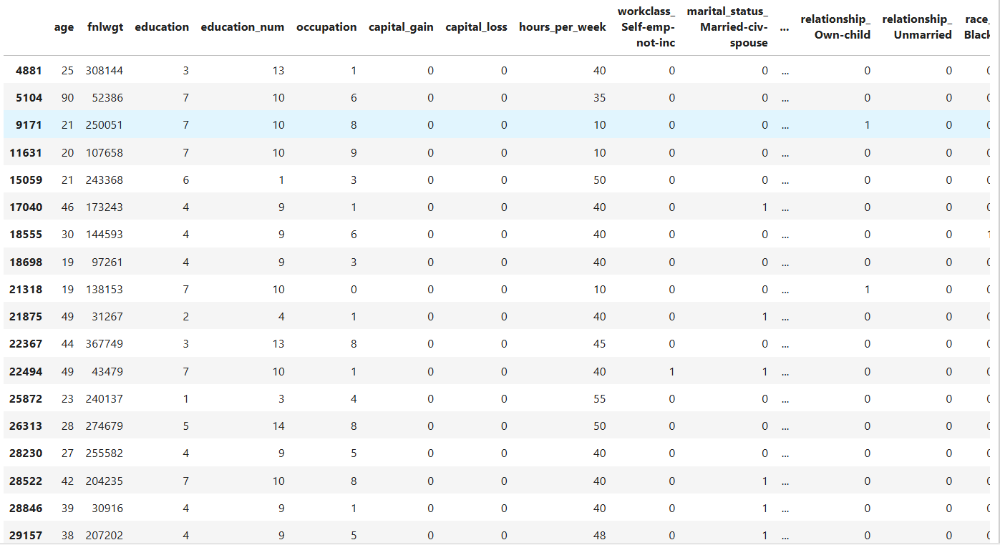 age fnlwgt education education_num occupation capital_gain capital_loss hours_per_week workclass_Self-emp-not-inc marital_status_Married-civ-spouse ... relationship_Own-child relationship_Unmarried race_Black
4881 25 308144 3 13 1 0 0 40 0 0 ... 0 0 0
5104 90 52386 7 10 6 0 0 35 0 0 ... 0 0 0
9171 21 250051 7 10 8 0 0 10 0 0 ... 1 0 0
11631 20 107658 7 10 9 0 0 10 0 0 ... 0 0 0
15059 21 243368 6 1 3 0 0 50 0 0 ... 0 0 0
17040 46 173243 4 9 1 0 0 40 0 1 ... 0 0 0
18555 30 144593 4 9 6 0 0 40 0 0 ... 0 0 1
18698 19 97261 4 9 3 0 0 40 0 0 ... 0 0 0
21318 19 138153 7 10 0 0 0 10 0 0 ... 1 0 0
21875 49 31267 2 4 1 0 0 40 0 1 ... 0 0 0
22367 44 367749 3 13 8 0 0 45 0 0 ... 0 0 0
22494 49 43479 7 10 1 0 0 40 1 1 ... 0 0 0
25872 23 240137 1 3 4 0 0 55 0 0 ... 0 0 0
26313 28 274679 5 14 8 0 0 50 0 0 ... 0 0 0
28230 27 255582 4 9 5 0 0 40 0 0 ... 0 0 0
28522 42 204235 7 10 8 0 0 40 0 1 ... 0 0 0
28846 39 30916 4 9 1 0 0 40 0 1 ... 0 0 0
29157 38 207202 4 9 5 0 0 48 0 1 ... 0 0 0